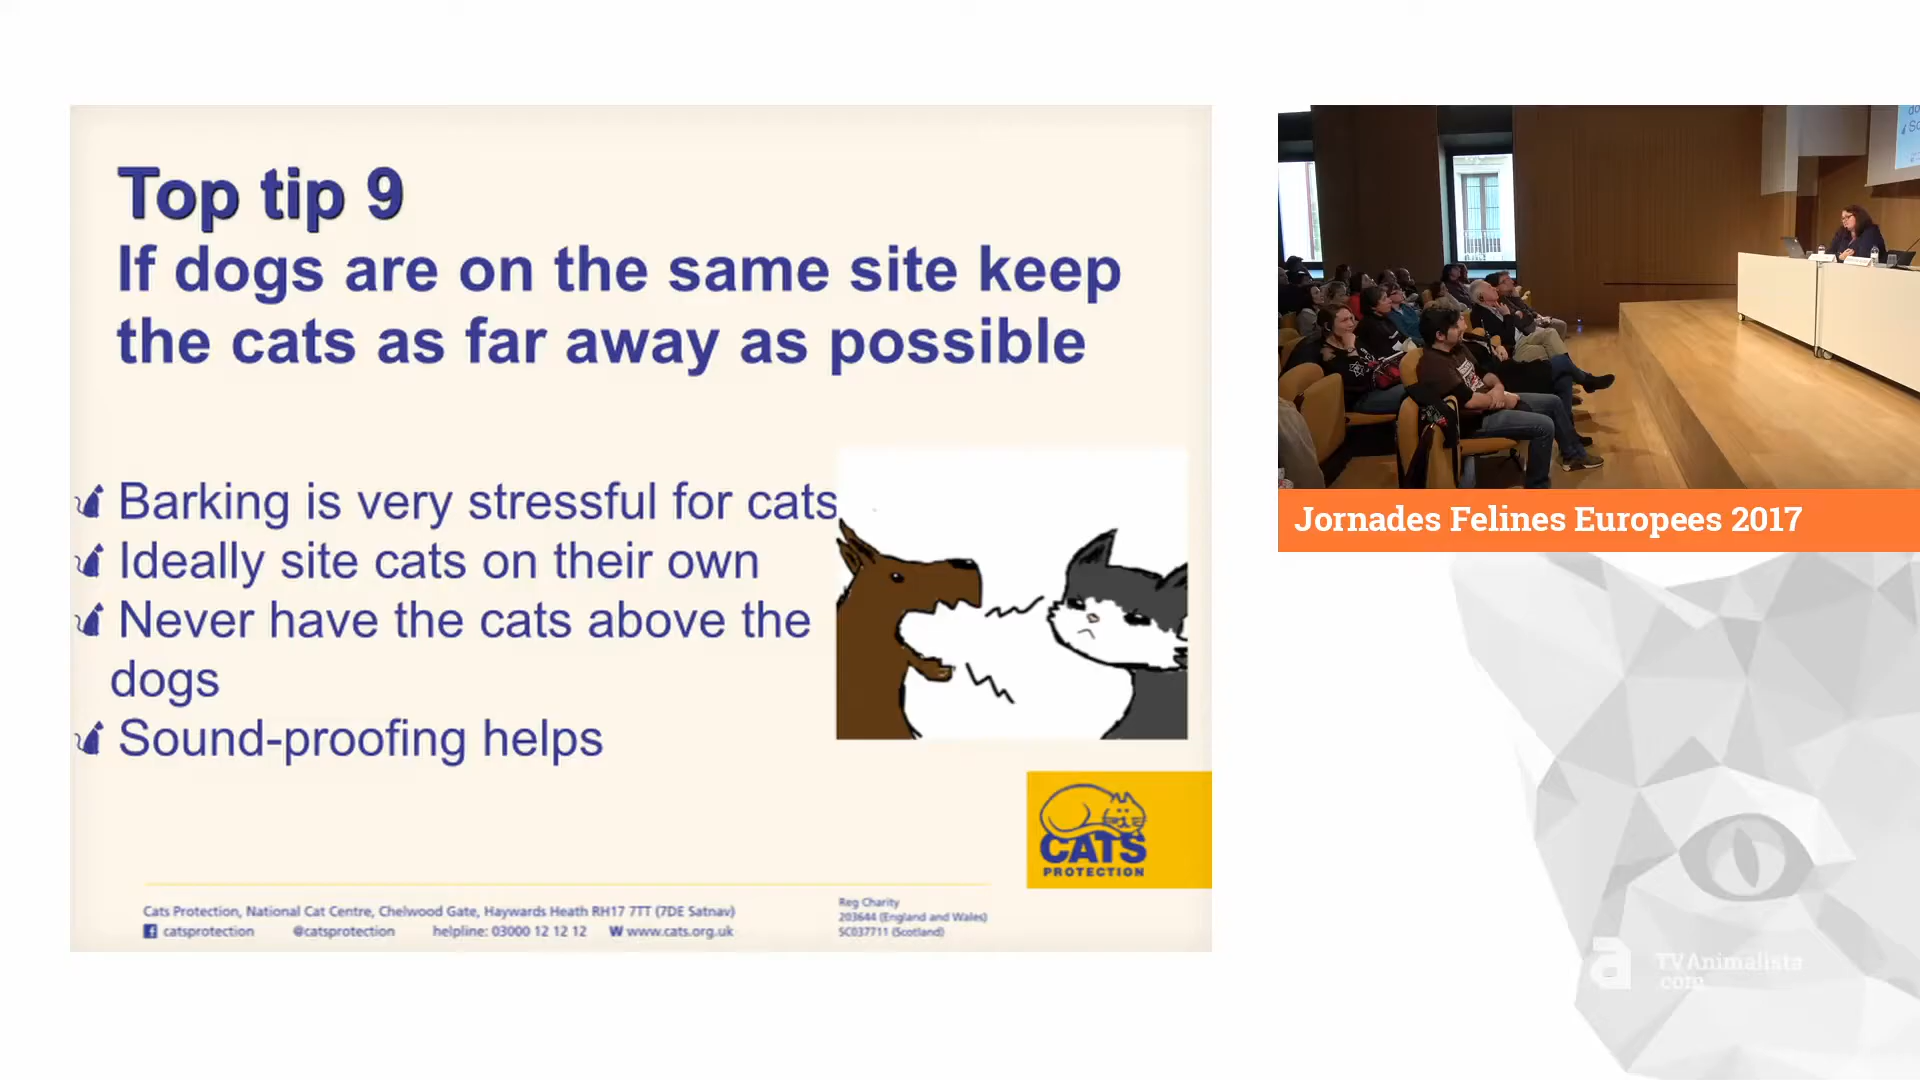 Top tip 9
If dogs are on the same site keep
the cats as far away as possible
Barking is very stressful for cats
Ideally site cats on their own
Never have the cats above the
dogs
Sound-proofing helps
CATS
PROTECTION
Cats Protection, National Cat Centre, Chelwood Gate, Haywards Heath RH17 7TT (7DE Satnav)
catsprotection @catsprotection helpline: 03000 12 12 12 W www.cats.org.uk
Reg Charity
203644 (England and Wales)
SC037711 (Scotland)
Jornades Felines Europees 2017
a TVAnimalista
com